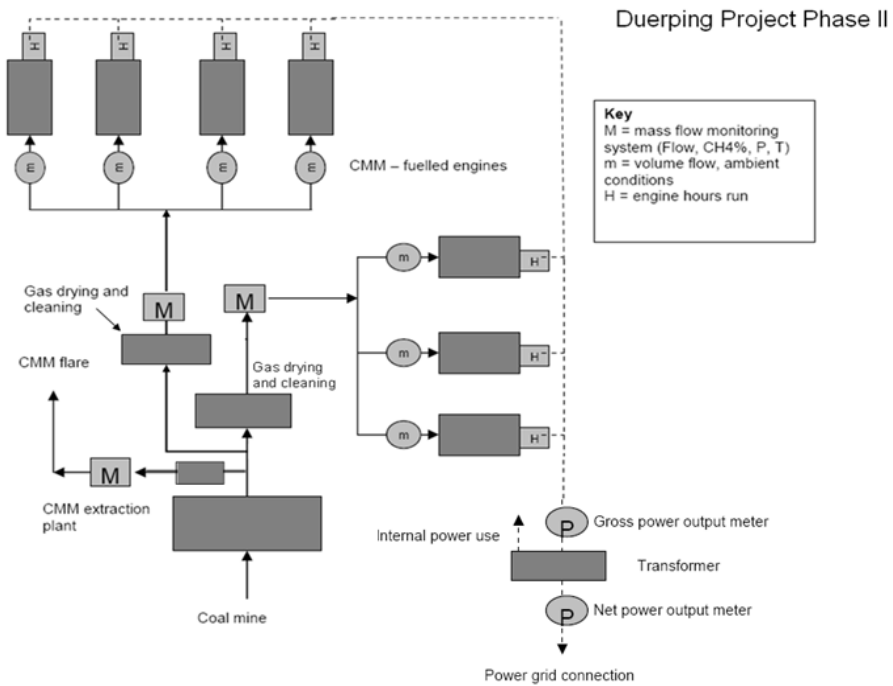 Duerping Project Phase II
H
H
H
H
m
m
m
m
CMM – fuelled engines
Key
M = mass flow monitoring
system (Flow, CH4%, P, T)
m = volume flow, ambient
conditions
H = engine hours run
Gas drying and
cleaning
M
M
m
H
CMM flare
Gas drying
and cleaning
m
H
m
H
M
CMM extraction
plant
Coal mine
Internal power use
P
Gross power output meter
Transformer
P
Net power output meter
Power grid connection